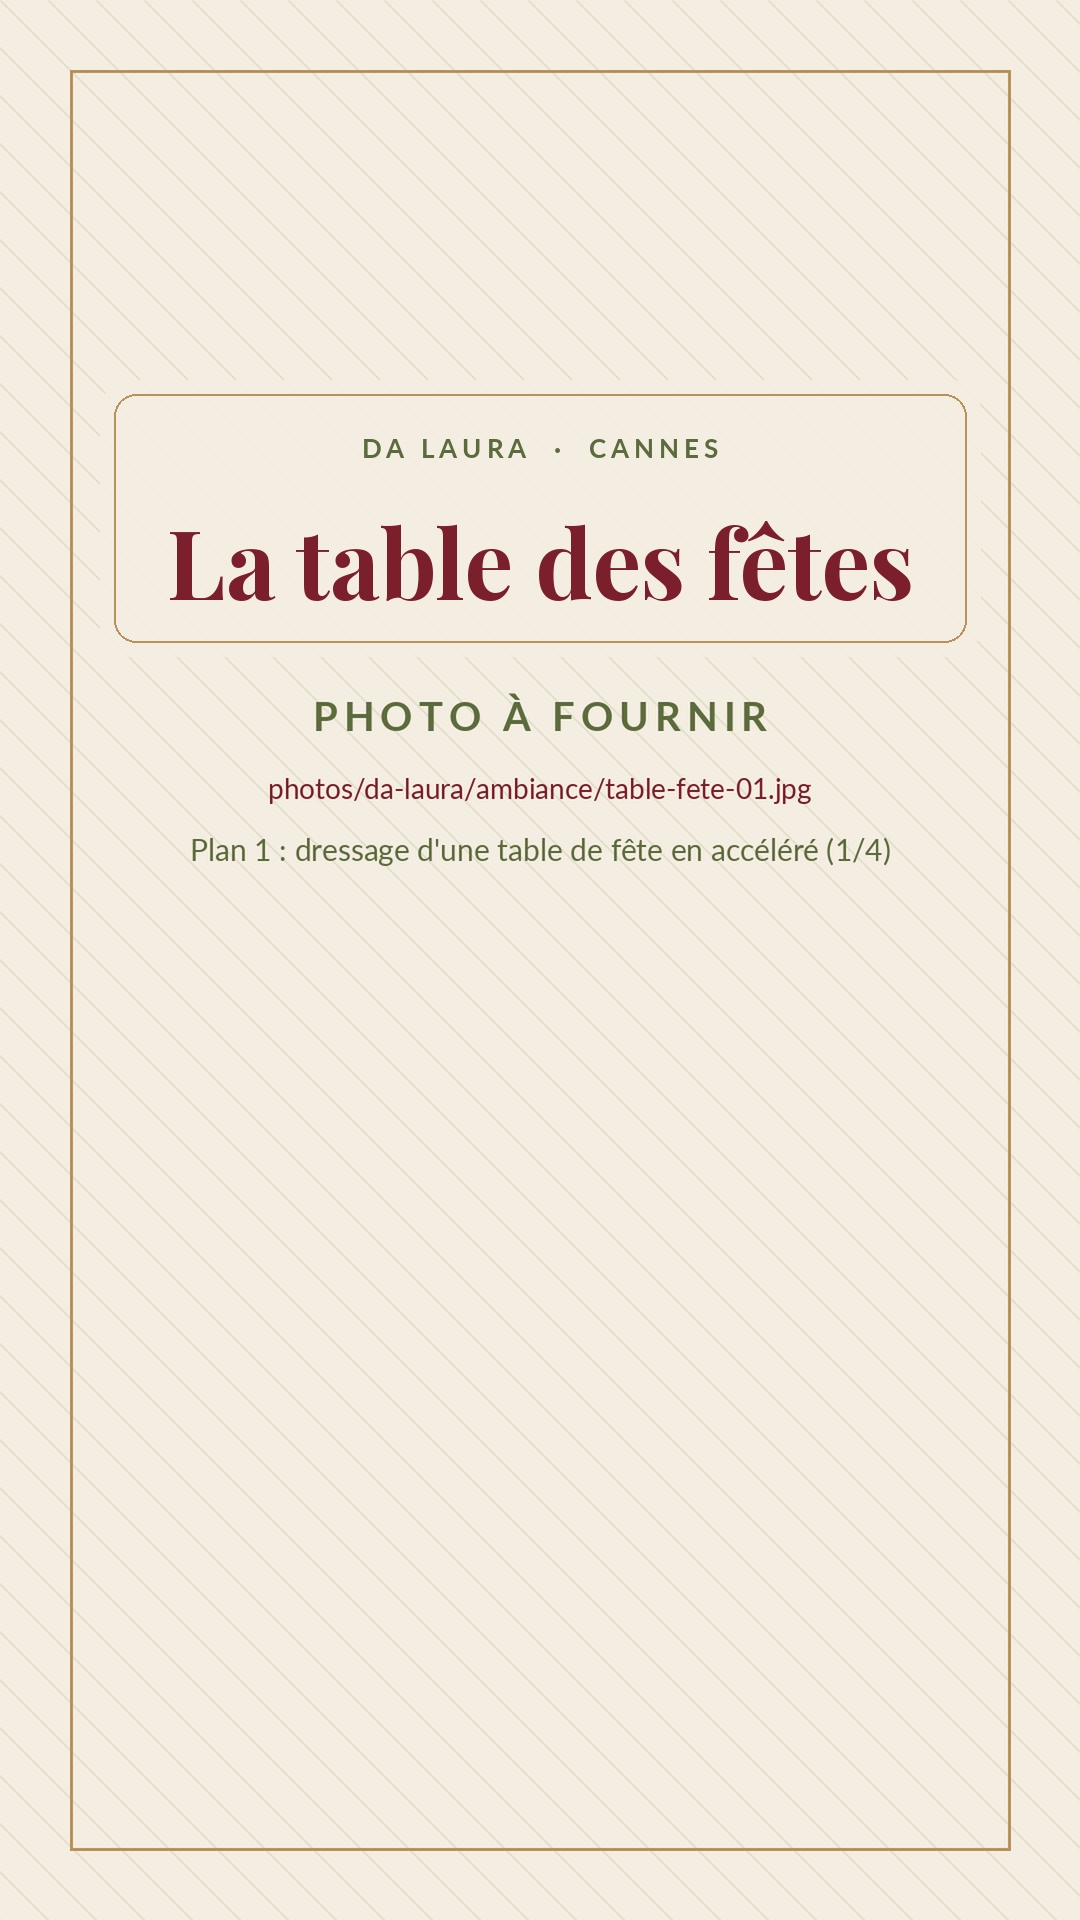 DA LAURA · CANNES
La table des fêtes
PHOTO À FOURNIR
photos/da-laura/ambiance/table-fete-01.jpg
Plan 1 : dressage d'une table de fête en accéléré (1/4)